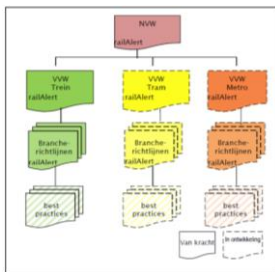 NVW
railAlert
VVW
Trein
railAlert
VVW
Tram
railAlert
VVW
Metro
railAlert
Branche-
richtlijnen
railAlert
Branche-
richtlijnen
railAlert
Branche-
richtlijnen
railAlert
best
practices
best
practices
best
practices
Van kracht
In ontwikkeling